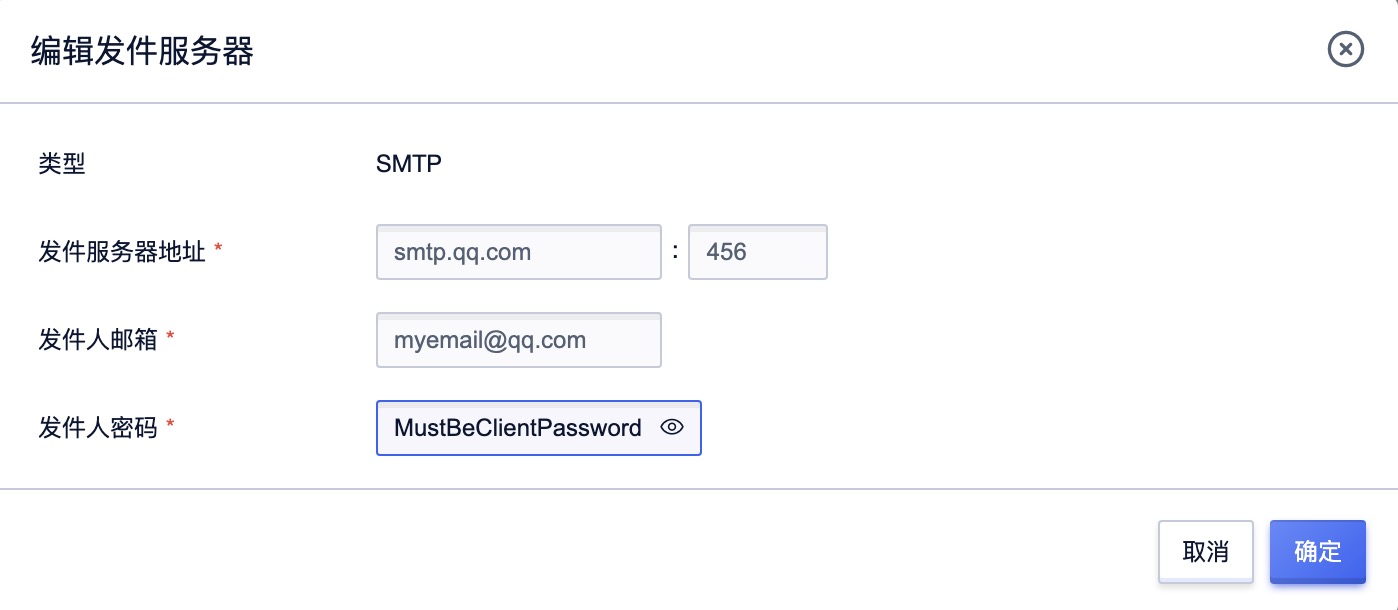 编辑发件服务器
类型 SMTP
发件服务器地址 * smtp.qq.com : 456
发件人邮箱 * myemail@qq.com
发件人密码 * MustBeClientPassword
取消 确定